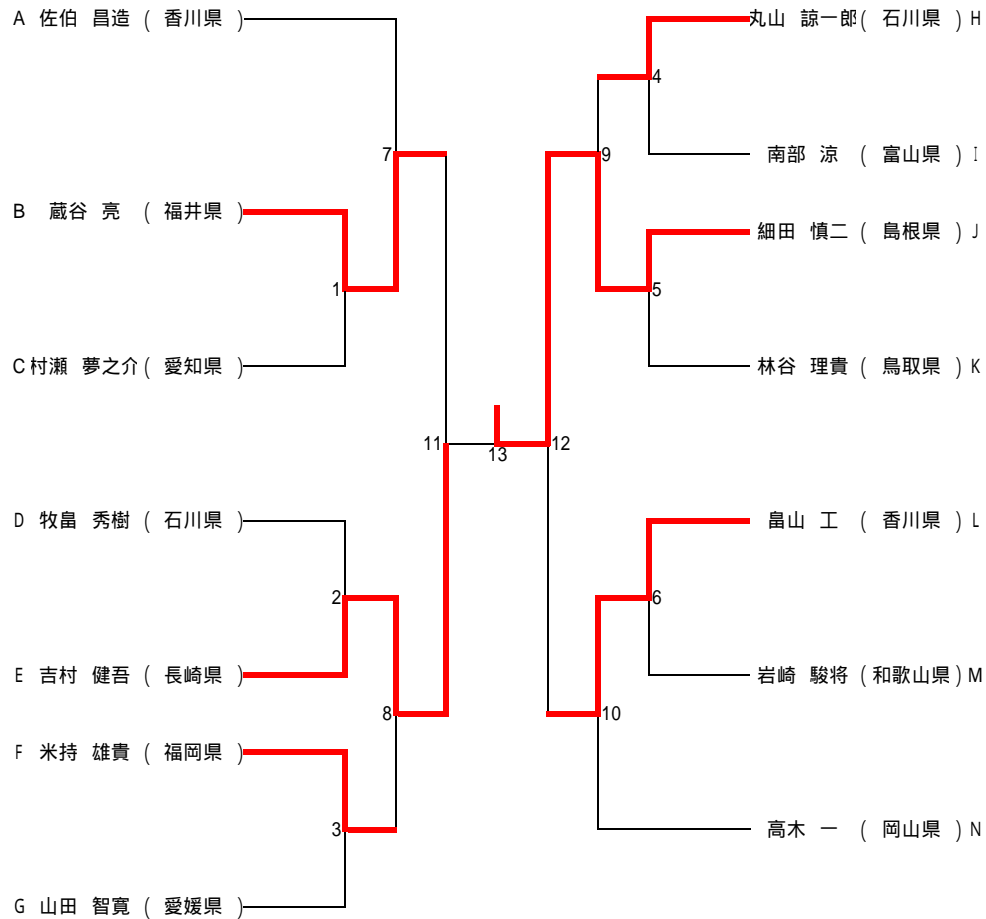 A 佐伯 昌造 ( 香川県 )
丸山 諒一郎 ( 石川県 ) H
4
7
9
南部 涼 ( 富山県 ) I
B 蔵谷 亮 ( 福井県 )
細田 慎二 ( 島根県 ) J
1
5
C 村瀬 夢之介 ( 愛知県 )
林谷 理貴 ( 鳥取県 ) K
11
13
12
D 牧畠 秀樹 ( 石川県 )
畠山 工 ( 香川県 ) L
2
6
E 吉村 健吾 ( 長崎県 )
岩崎 駿将 ( 和歌山県 ) M
8
10
F 米持 雄貴 ( 福岡県 )
3
高木 一 ( 岡山県 ) N
G 山田 智寛 ( 愛媛県 )